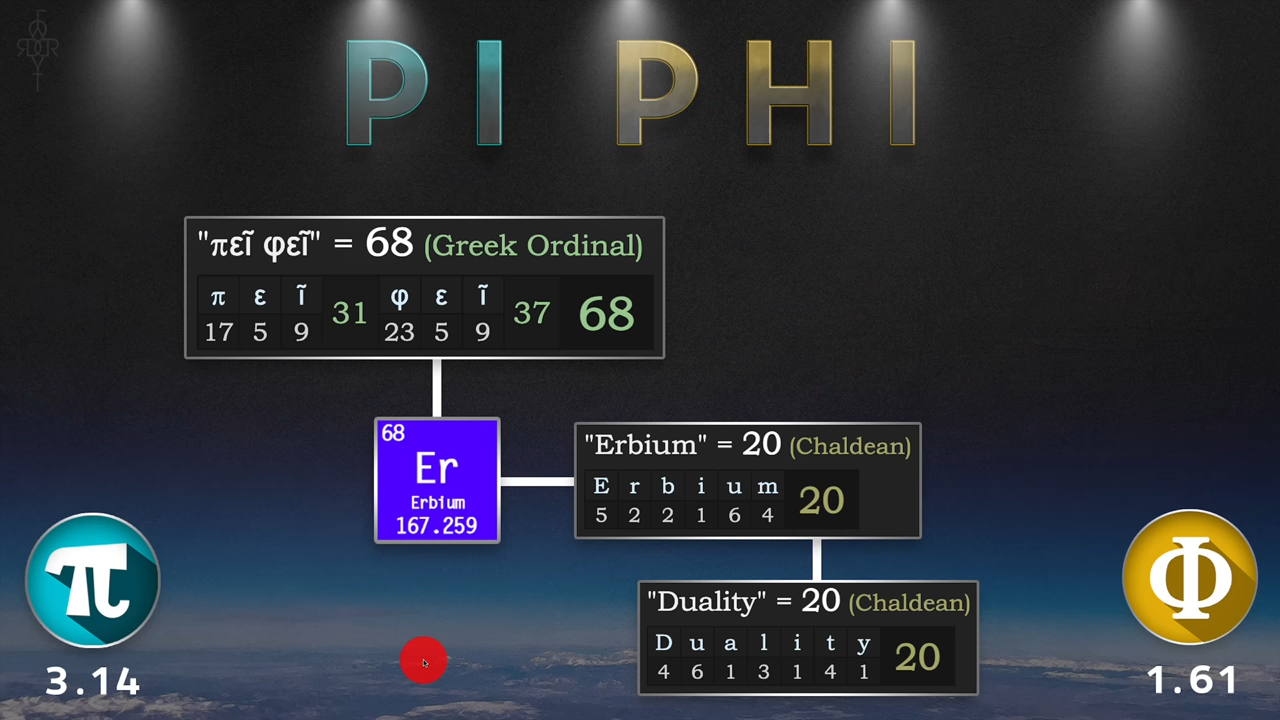 PI PHI
"πεῖ φεῖ" = 68 (Greek Ordinal)
π ε ῖ 31 φ ε ῖ 37 68
17 5 9 23 5 9
68
Er
Erbium
167.259
"Erbium" = 20 (Chaldean)
E r b i u m 20
5 2 2 1 6 4
"Duality" = 20 (Chaldean)
D u a l i t y 20
4 6 1 3 1 4 1
π
3.14
Φ
1.61